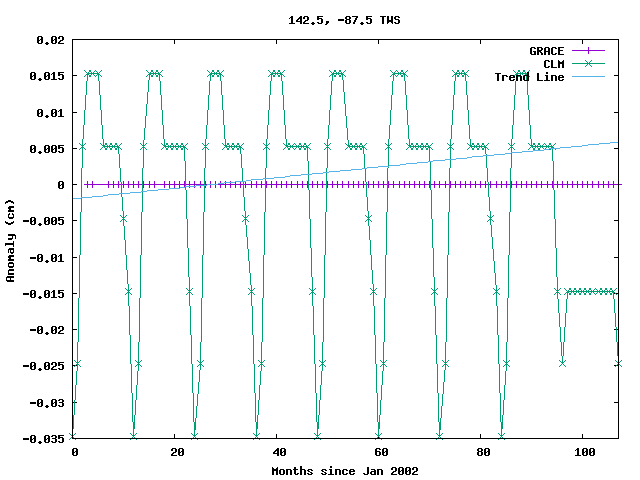 142.5, -87.5 TWS
GRACE
CLM
Trend Line
0.02
0.015
0.01
0.005
0
-0.005
-0.01
-0.015
-0.02
-0.025
-0.03
-0.035
Anomaly (cm)
0 20 40 60 80 100
Months since Jan 2002